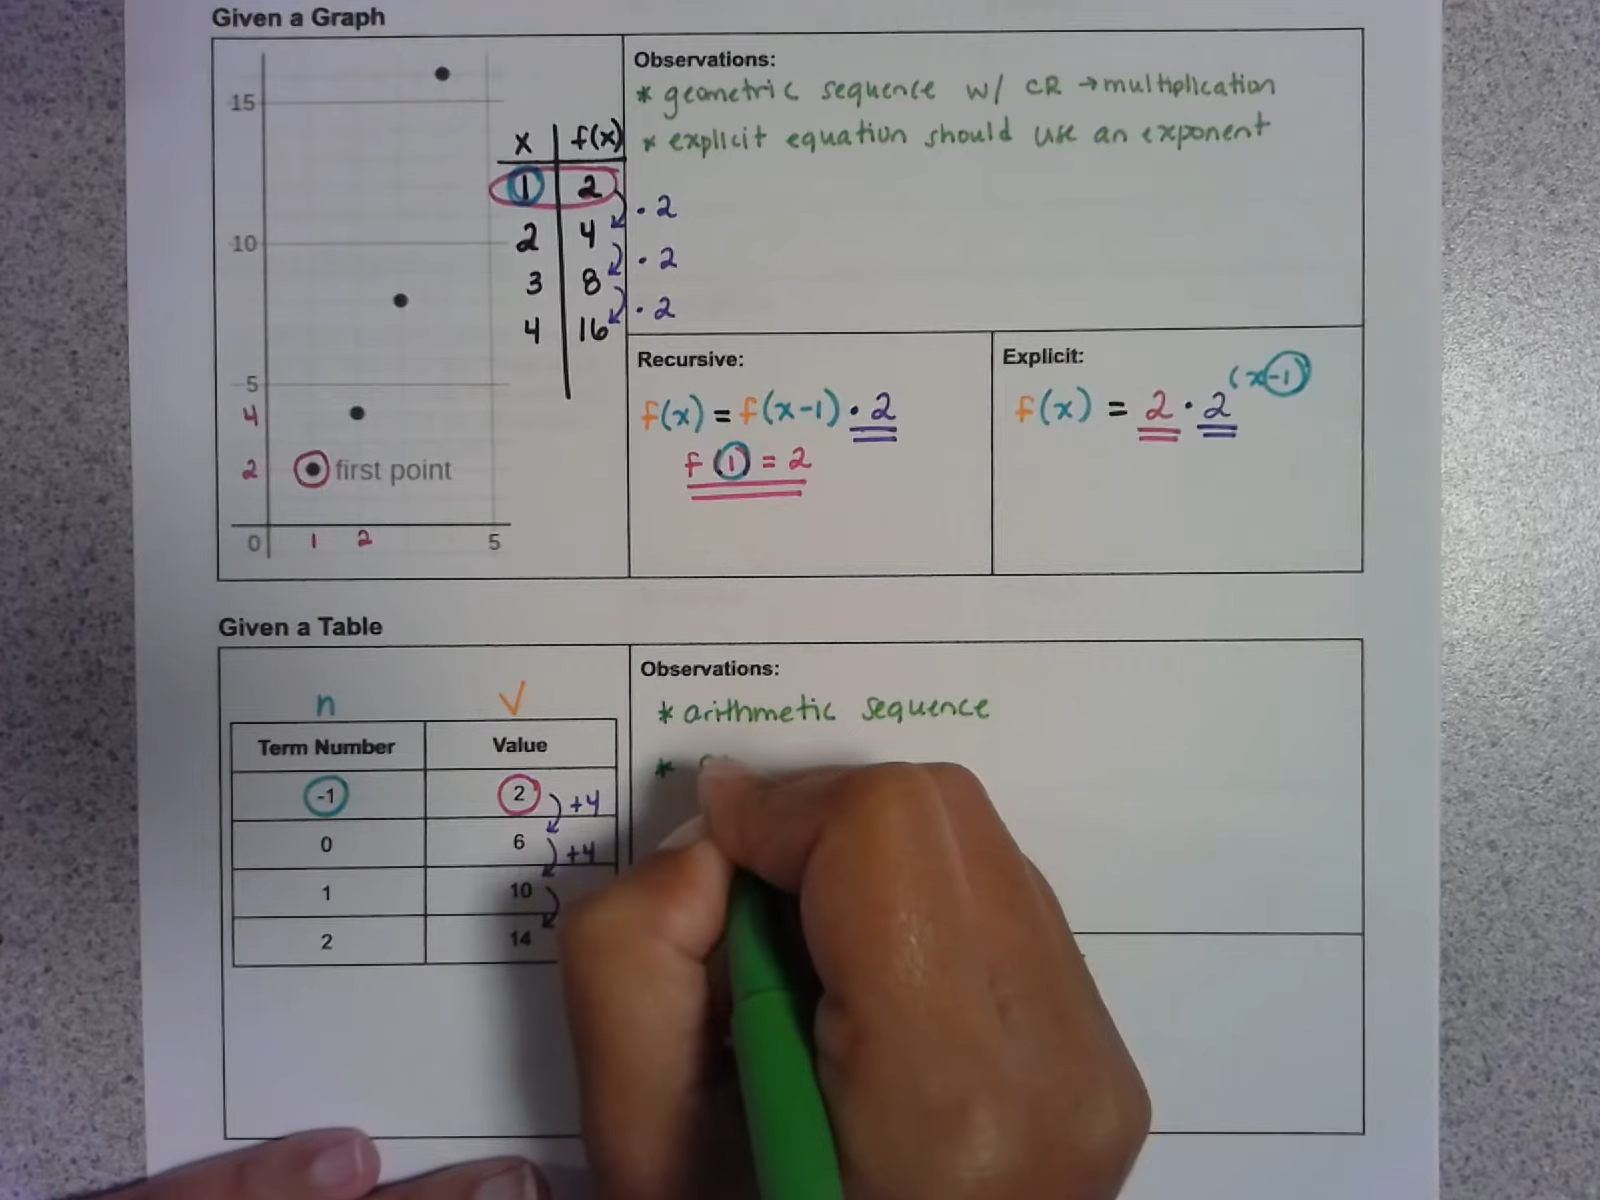 Given a Graph
15
10
5
4
2
first point
0
1
2
5
x f(x)
1 2
2 4
3 8
4 16
· 2
· 2
· 2
Observations:
* geometric sequence w/ CR → multiplication
* explicit equation should use an exponent
Recursive:
f(x) = f(x-1) · 2
f(1) = 2
Explicit:
f(x) = 2 · 2^(x-1)
Given a Table
n V
Term Number Value
-1 2
0 6
1 10
2 14
+4
+4
Observations:
* arithmetic sequence
*